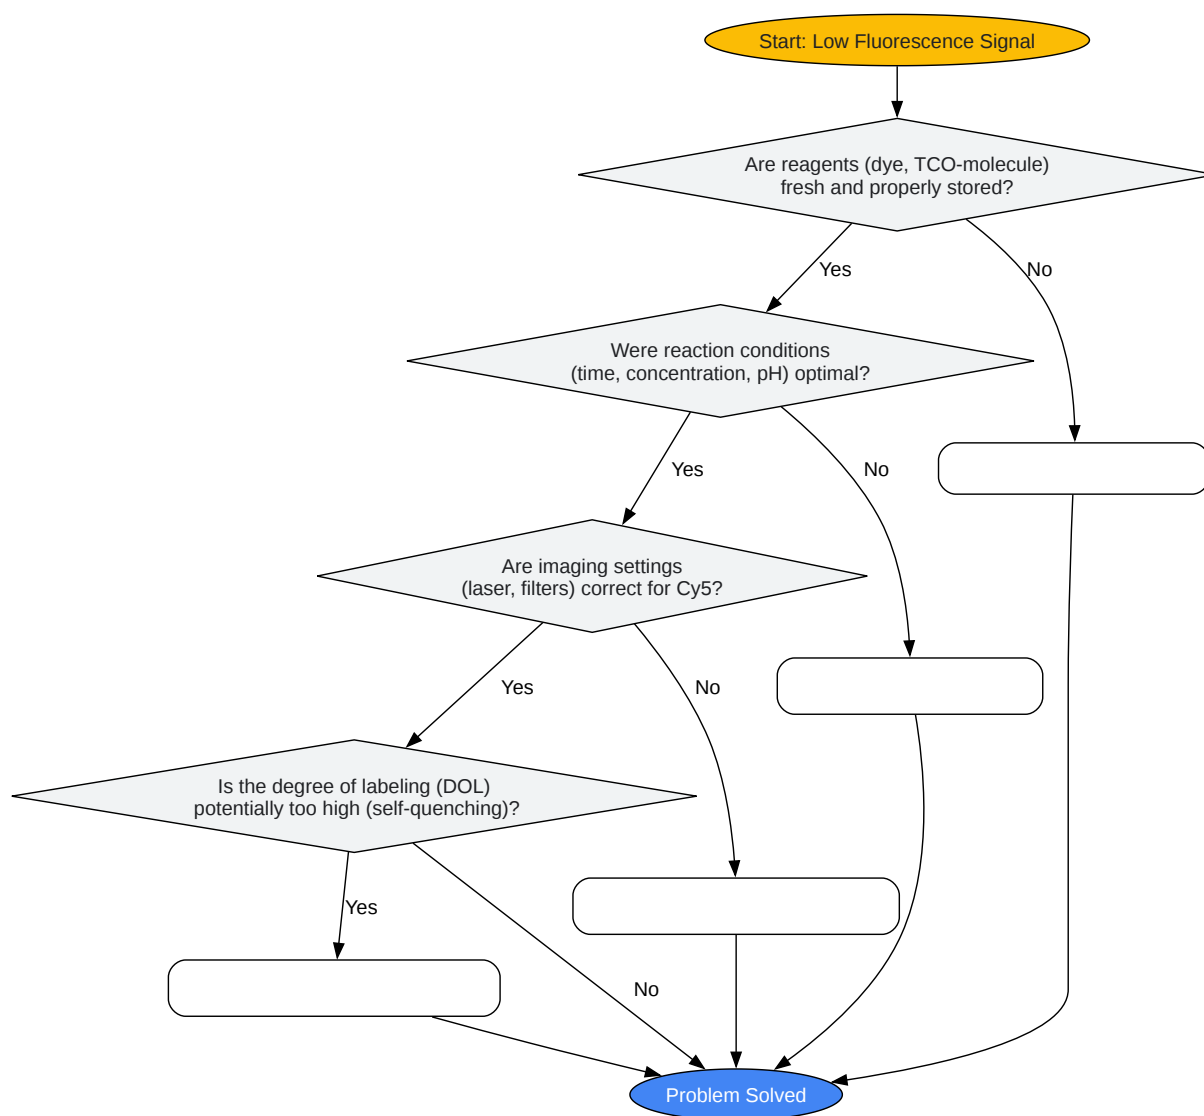 Start: Low Fluorescence Signal
Are reagents (dye, TCO-molecule)
fresh and properly stored?
Yes
No
Were reaction conditions
(time, concentration, pH) optimal?
Yes
No
Are imaging settings
(laser, filters) correct for Cy5?
Yes
No
Is the degree of labeling (DOL)
potentially too high (self-quenching)?
Yes
No
Problem Solved